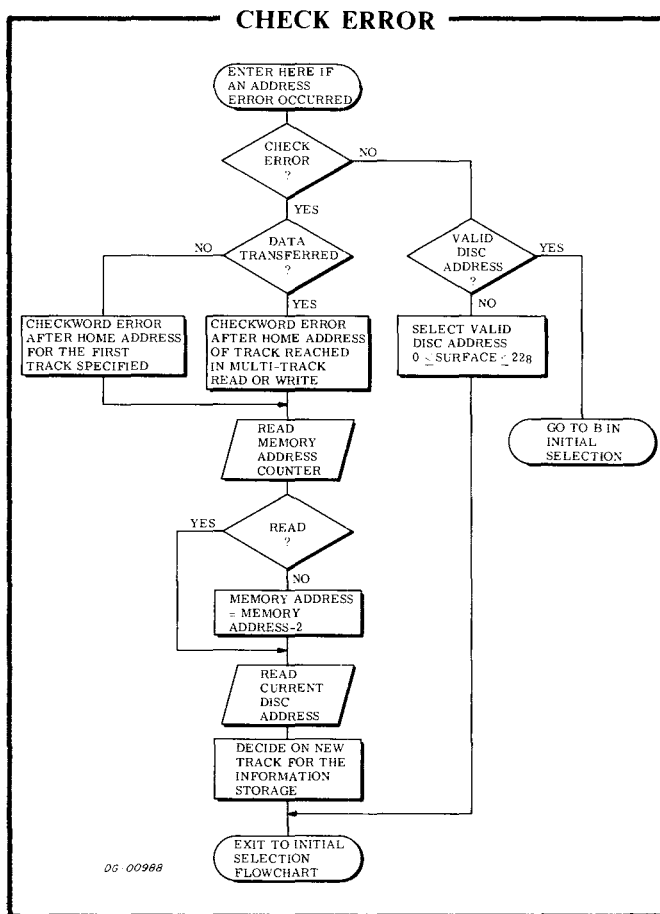 CHECK ERROR
ENTER HERE IF
AN ADDRESS
ERROR OCCURRED
CHECK
ERROR
?
NO
YES
DATA
TRANSFERRED
?
NO
YES
VALID
DISC
ADDRESS
?
YES
NO
CHECKWORD ERROR
AFTER HOME ADDRESS
FOR THE FIRST
TRACK SPECIFIED
CHECKWORD ERROR
AFTER HOME ADDRESS
OF TRACK REACHED
IN MULTI-TRACK
READ OR WRITE
SELECT VALID
DISC ADDRESS
0 ≤ SURFACE ≤ 22₈
READ
MEMORY
ADDRESS
COUNTER
GO TO B IN
INITIAL
SELECTION
YES
READ
?
NO
MEMORY ADDRESS
= MEMORY
ADDRESS-2
READ
CURRENT
DISC
ADDRESS
DECIDE ON NEW
TRACK FOR THE
INFORMATION
STORAGE
EXIT TO INITIAL
SELECTION
FLOWCHART
DG-00988